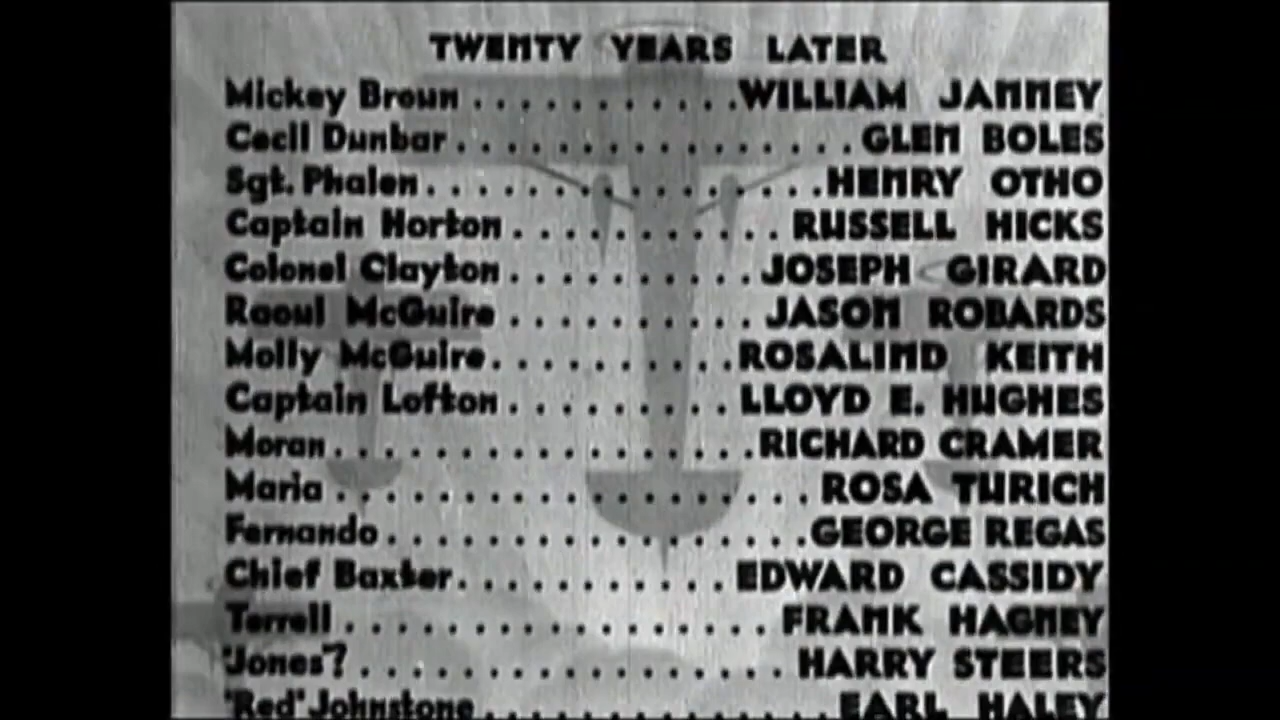 TWENTY YEARS LATER
Mickey Broun . . . . . . . . . . . . WILLIAM JANNEY
Cecil Dunbar . . . . . . . . . . . . . . . . . . GLEN BOLES
Sgt. Phalen . . . . . . . . . . . . . . . . . . . HENRY OTHO
Captain Horton . . . . . . . . . . . . . RUSSELL HICKS
Colonel Clayton . . . . . . . . . . . . JOSEPH GIRARD
Raoul McGuire . . . . . . . . . . . . JASON ROBARDS
Molly McGuire . . . . . . . . . . . . ROSALIND KEITH
Captain Lofton . . . . . . . . . . . LLOYD E. HUGHES
Moran . . . . . . . . . . . . . . . . . . . . RICHARD CRAMER
Maria . . . . . . . . . . . . . . . . . . . . . . ROSA TURICH
Fernando . . . . . . . . . . . . . . . . . . . . GEORGE REGAS
Chief Baxter . . . . . . . . . . . . . EDWARD CASSIDY
Terrell . . . . . . . . . . . . . . . . . . . . FRANK HAGNEY
'Jones'? . . . . . . . . . . . . . . . . . . . . HARRY STEERS
'Red' Johnstone . . . . . . . . . . . . . . . . EARL HALEY